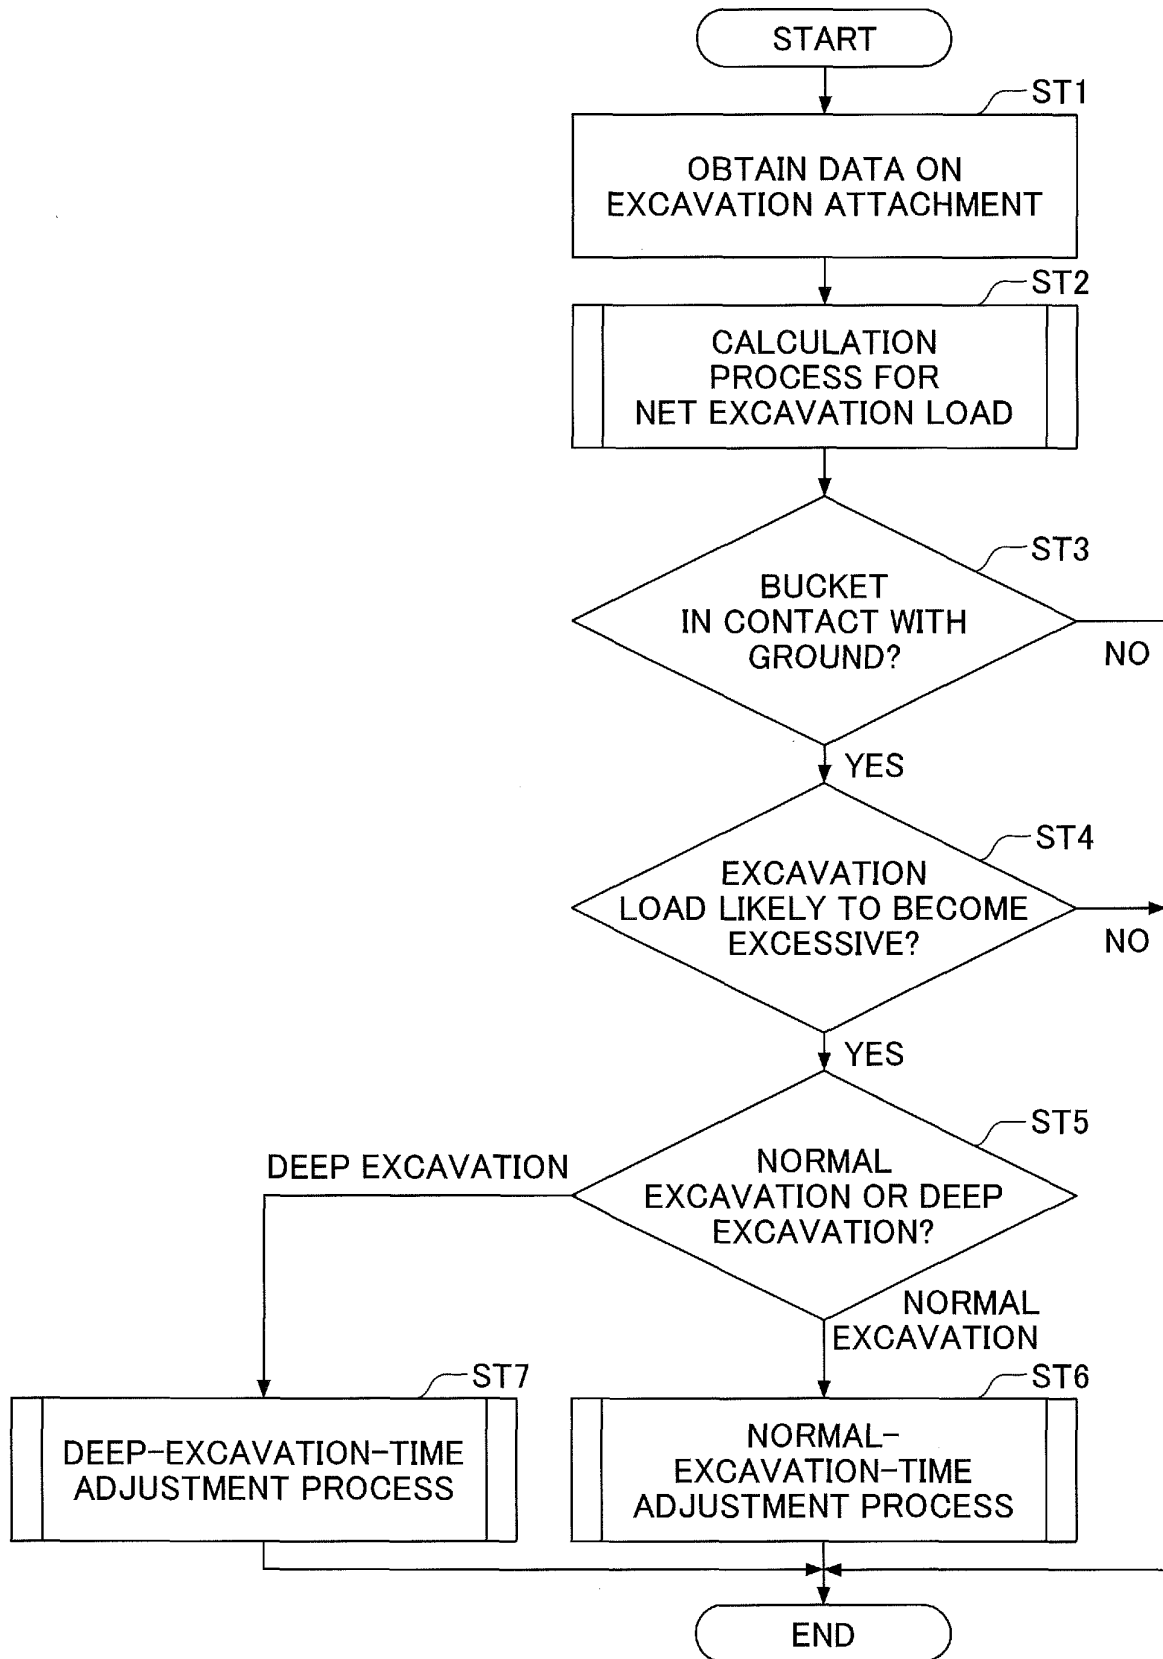 START
ST1
OBTAIN DATA ON
EXCAVATION ATTACHMENT
ST2
CALCULATION
PROCESS FOR
NET EXCAVATION LOAD
ST3
BUCKET
IN CONTACT WITH
GROUND?
NO
YES
ST4
EXCAVATION
LOAD LIKELY TO BECOME
EXCESSIVE?
NO
YES
ST5
DEEP EXCAVATION
NORMAL
EXCAVATION OR DEEP
EXCAVATION?
NORMAL
EXCAVATION
ST7
DEEP-EXCAVATION-TIME
ADJUSTMENT PROCESS
ST6
NORMAL-
EXCAVATION-TIME
ADJUSTMENT PROCESS
END